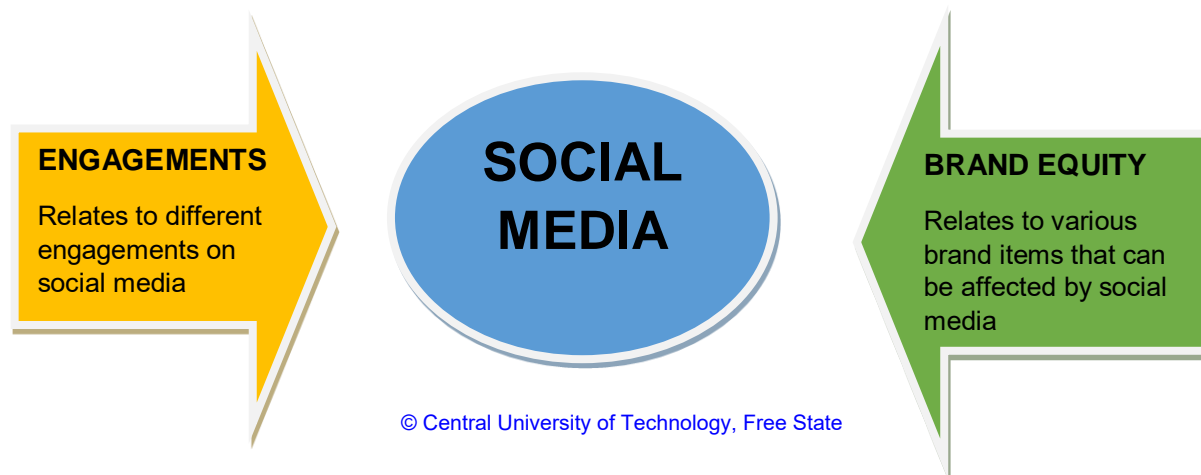 ENGAGEMENTS
Relates to different
engagements on
social media
SOCIAL
MEDIA
BRAND EQUITY
Relates to various
brand items that can
be affected by social
media
© Central University of Technology, Free State